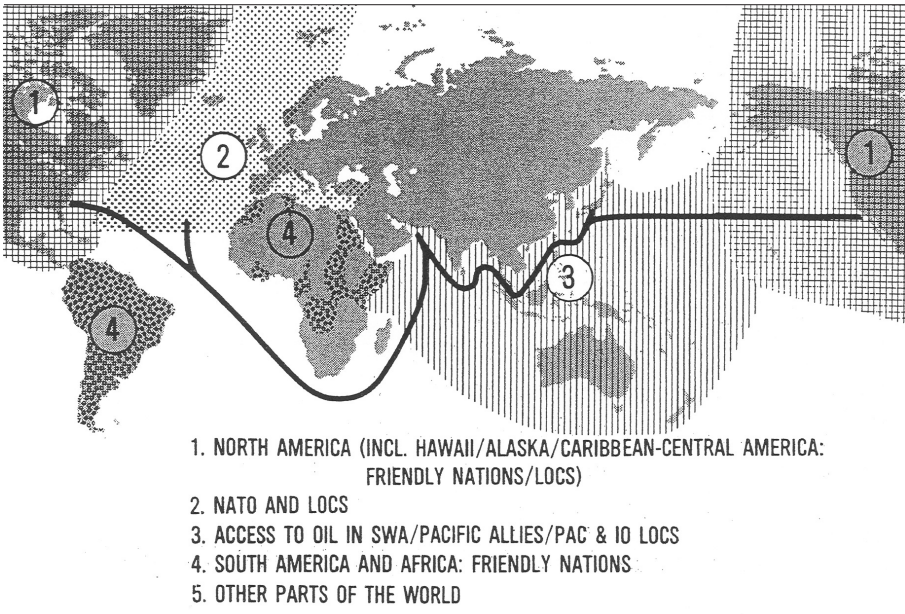 1
2
1
4
3
4
1. NORTH AMERICA (INCL. HAWAII/ALASKA/CARIBBEAN-CENTRAL AMERICA:
FRIENDLY NATIONS/LOCS)
2. NATO AND LOCS
3. ACCESS TO OIL IN SWA/PACIFIC ALLIES/PAC & IO LOCS
4. SOUTH AMERICA AND AFRICA: FRIENDLY NATIONS
5. OTHER PARTS OF THE WORLD